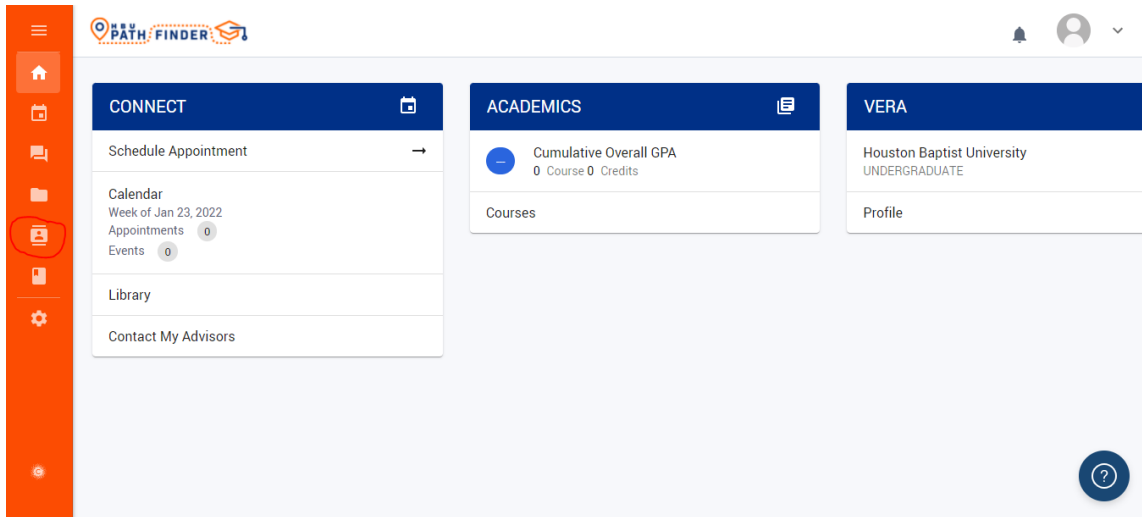 HBU
PATH FINDER
CONNECT
Schedule Appointment
Calendar
Week of Jan 23, 2022
Appointments 0
Events 0
Library
Contact My Advisors
ACADEMICS
Cumulative Overall GPA
0 Course 0 Credits
Courses
VERA
Houston Baptist University
UNDERGRADUATE
Profile